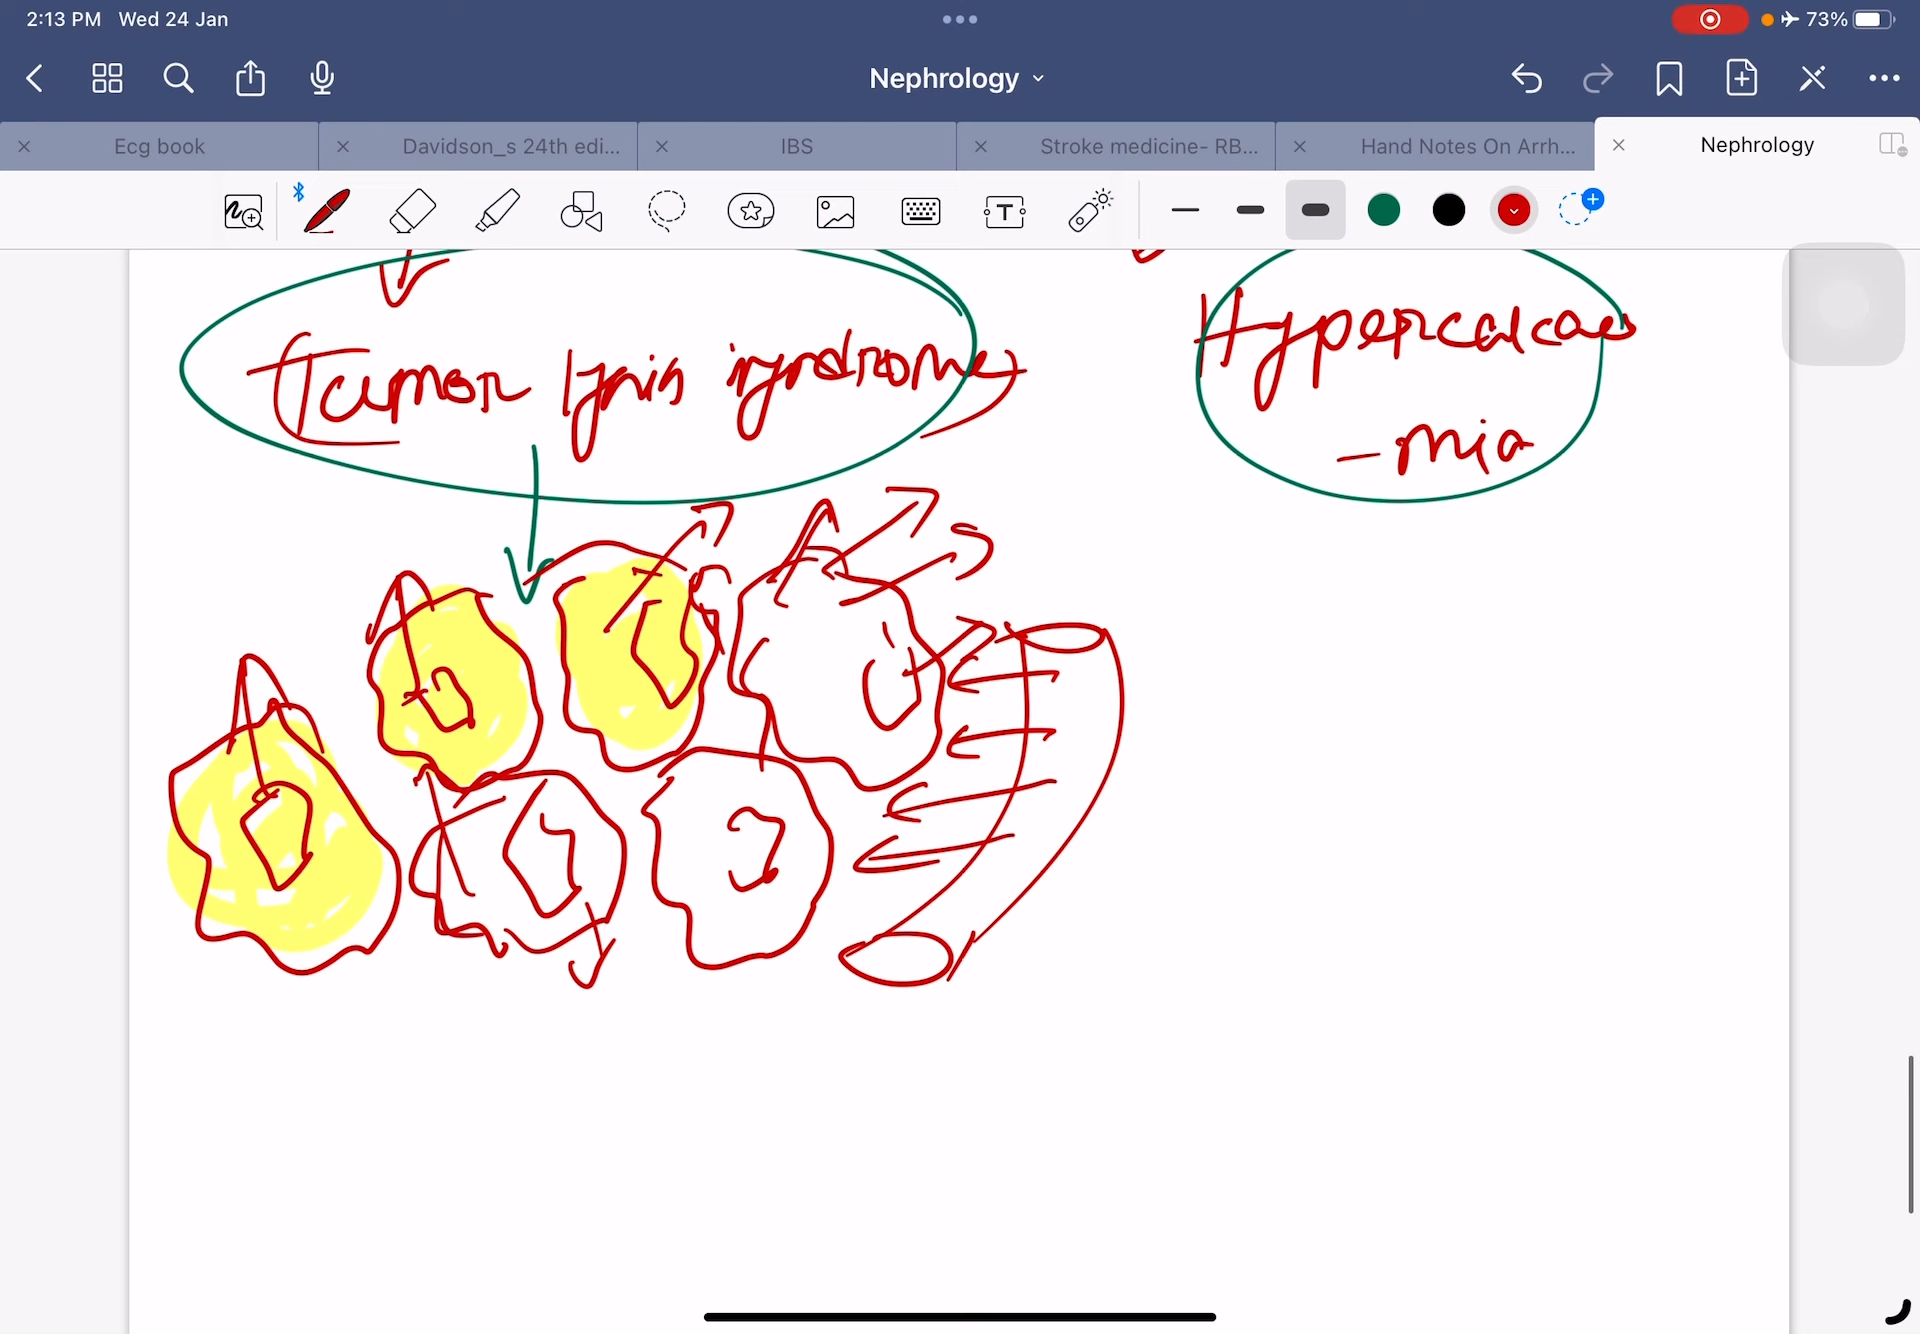 2:13 PM Wed 24 Jan
73%
Nephrology
Ecg book
Davidson_s 24th edi...
IBS
Stroke medicine- RB...
Hand Notes On Arrh...
Nephrology
T
Tumor lysis syndrome
Hypercalcae
-mia